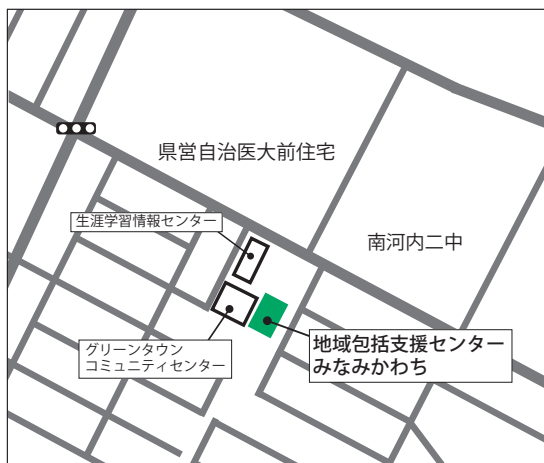 県営自治医大前住宅
生涯学習情報センター
南河内二中
地域包括支援センター
みなみかわち
グリーンタウン
コミュニティセンター